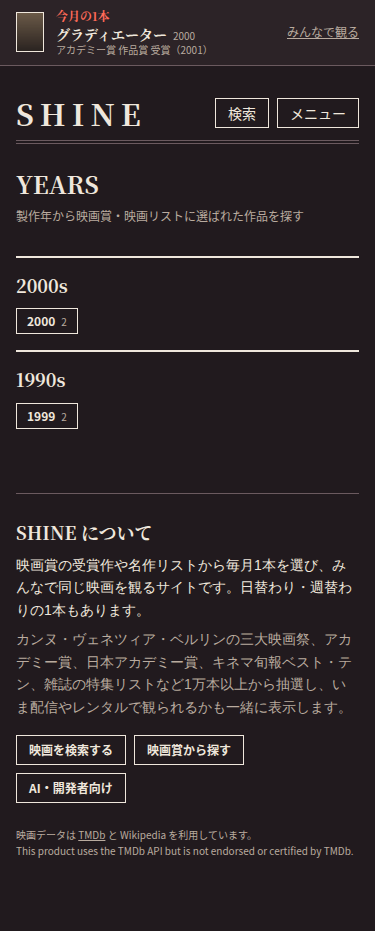 今月の1本
グラディエーター 2000
アカデミー賞 作品賞 受賞（2001）
みんなで観る
SHINE
検索
メニュー
YEARS
製作年から映画賞・映画リストに選ばれた作品を探す
2000s
2000 2
1990s
1999 2
SHINE について
映画賞の受賞作や名作リストから毎月1本を選び、み
んなで同じ映画を観るサイトです。日替わり・週替わ
りの1本もあります。
カンヌ・ヴェネツィア・ベルリンの三大映画祭、アカ
デミー賞、日本アカデミー賞、キネマ旬報ベスト・テ
ン、雑誌の特集リストなど1万本以上から抽選し、い
ま配信やレンタルで観られるかも一緒に表示します。
映画を検索する
映画賞から探す
AI・開発者向け
映画データは TMDb と Wikipedia を利用しています。
This product uses the TMDb API but is not endorsed or certified by TMDb.